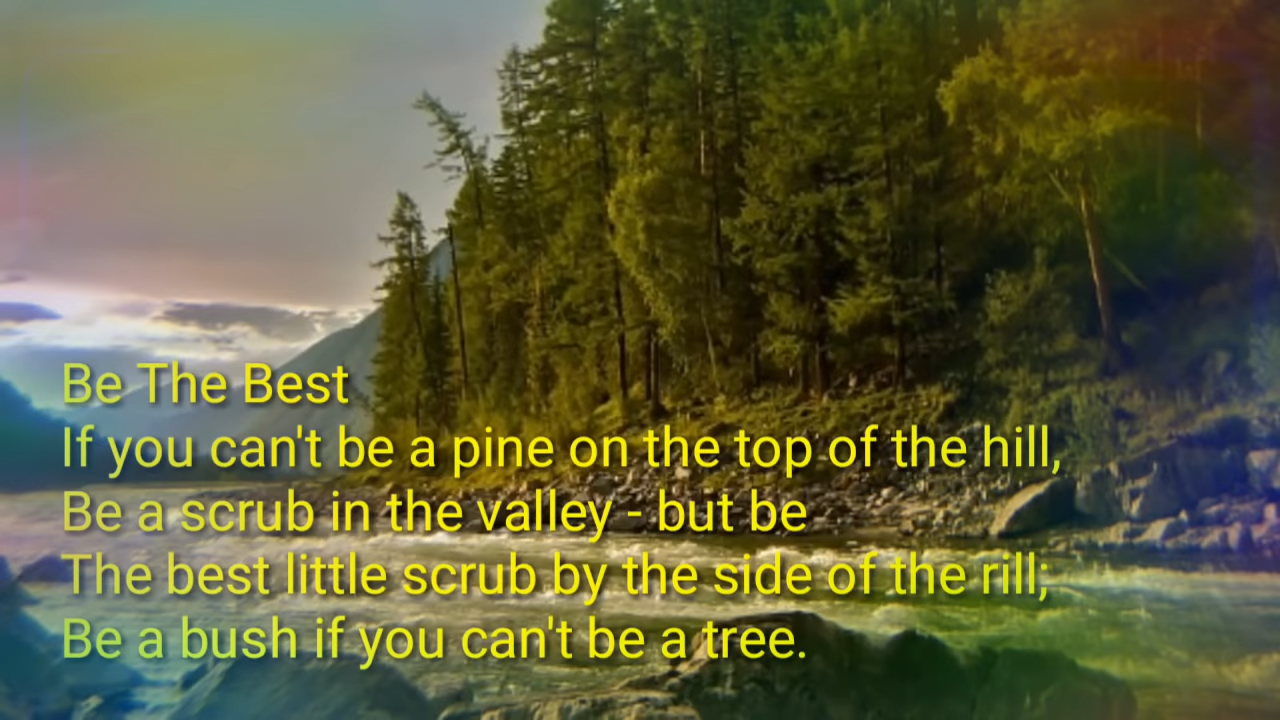 Be The Best
If you can't be a pine on the top of the hill,
Be a scrub in the valley - but be
The best little scrub by the side of the rill;
Be a bush if you can't be a tree.